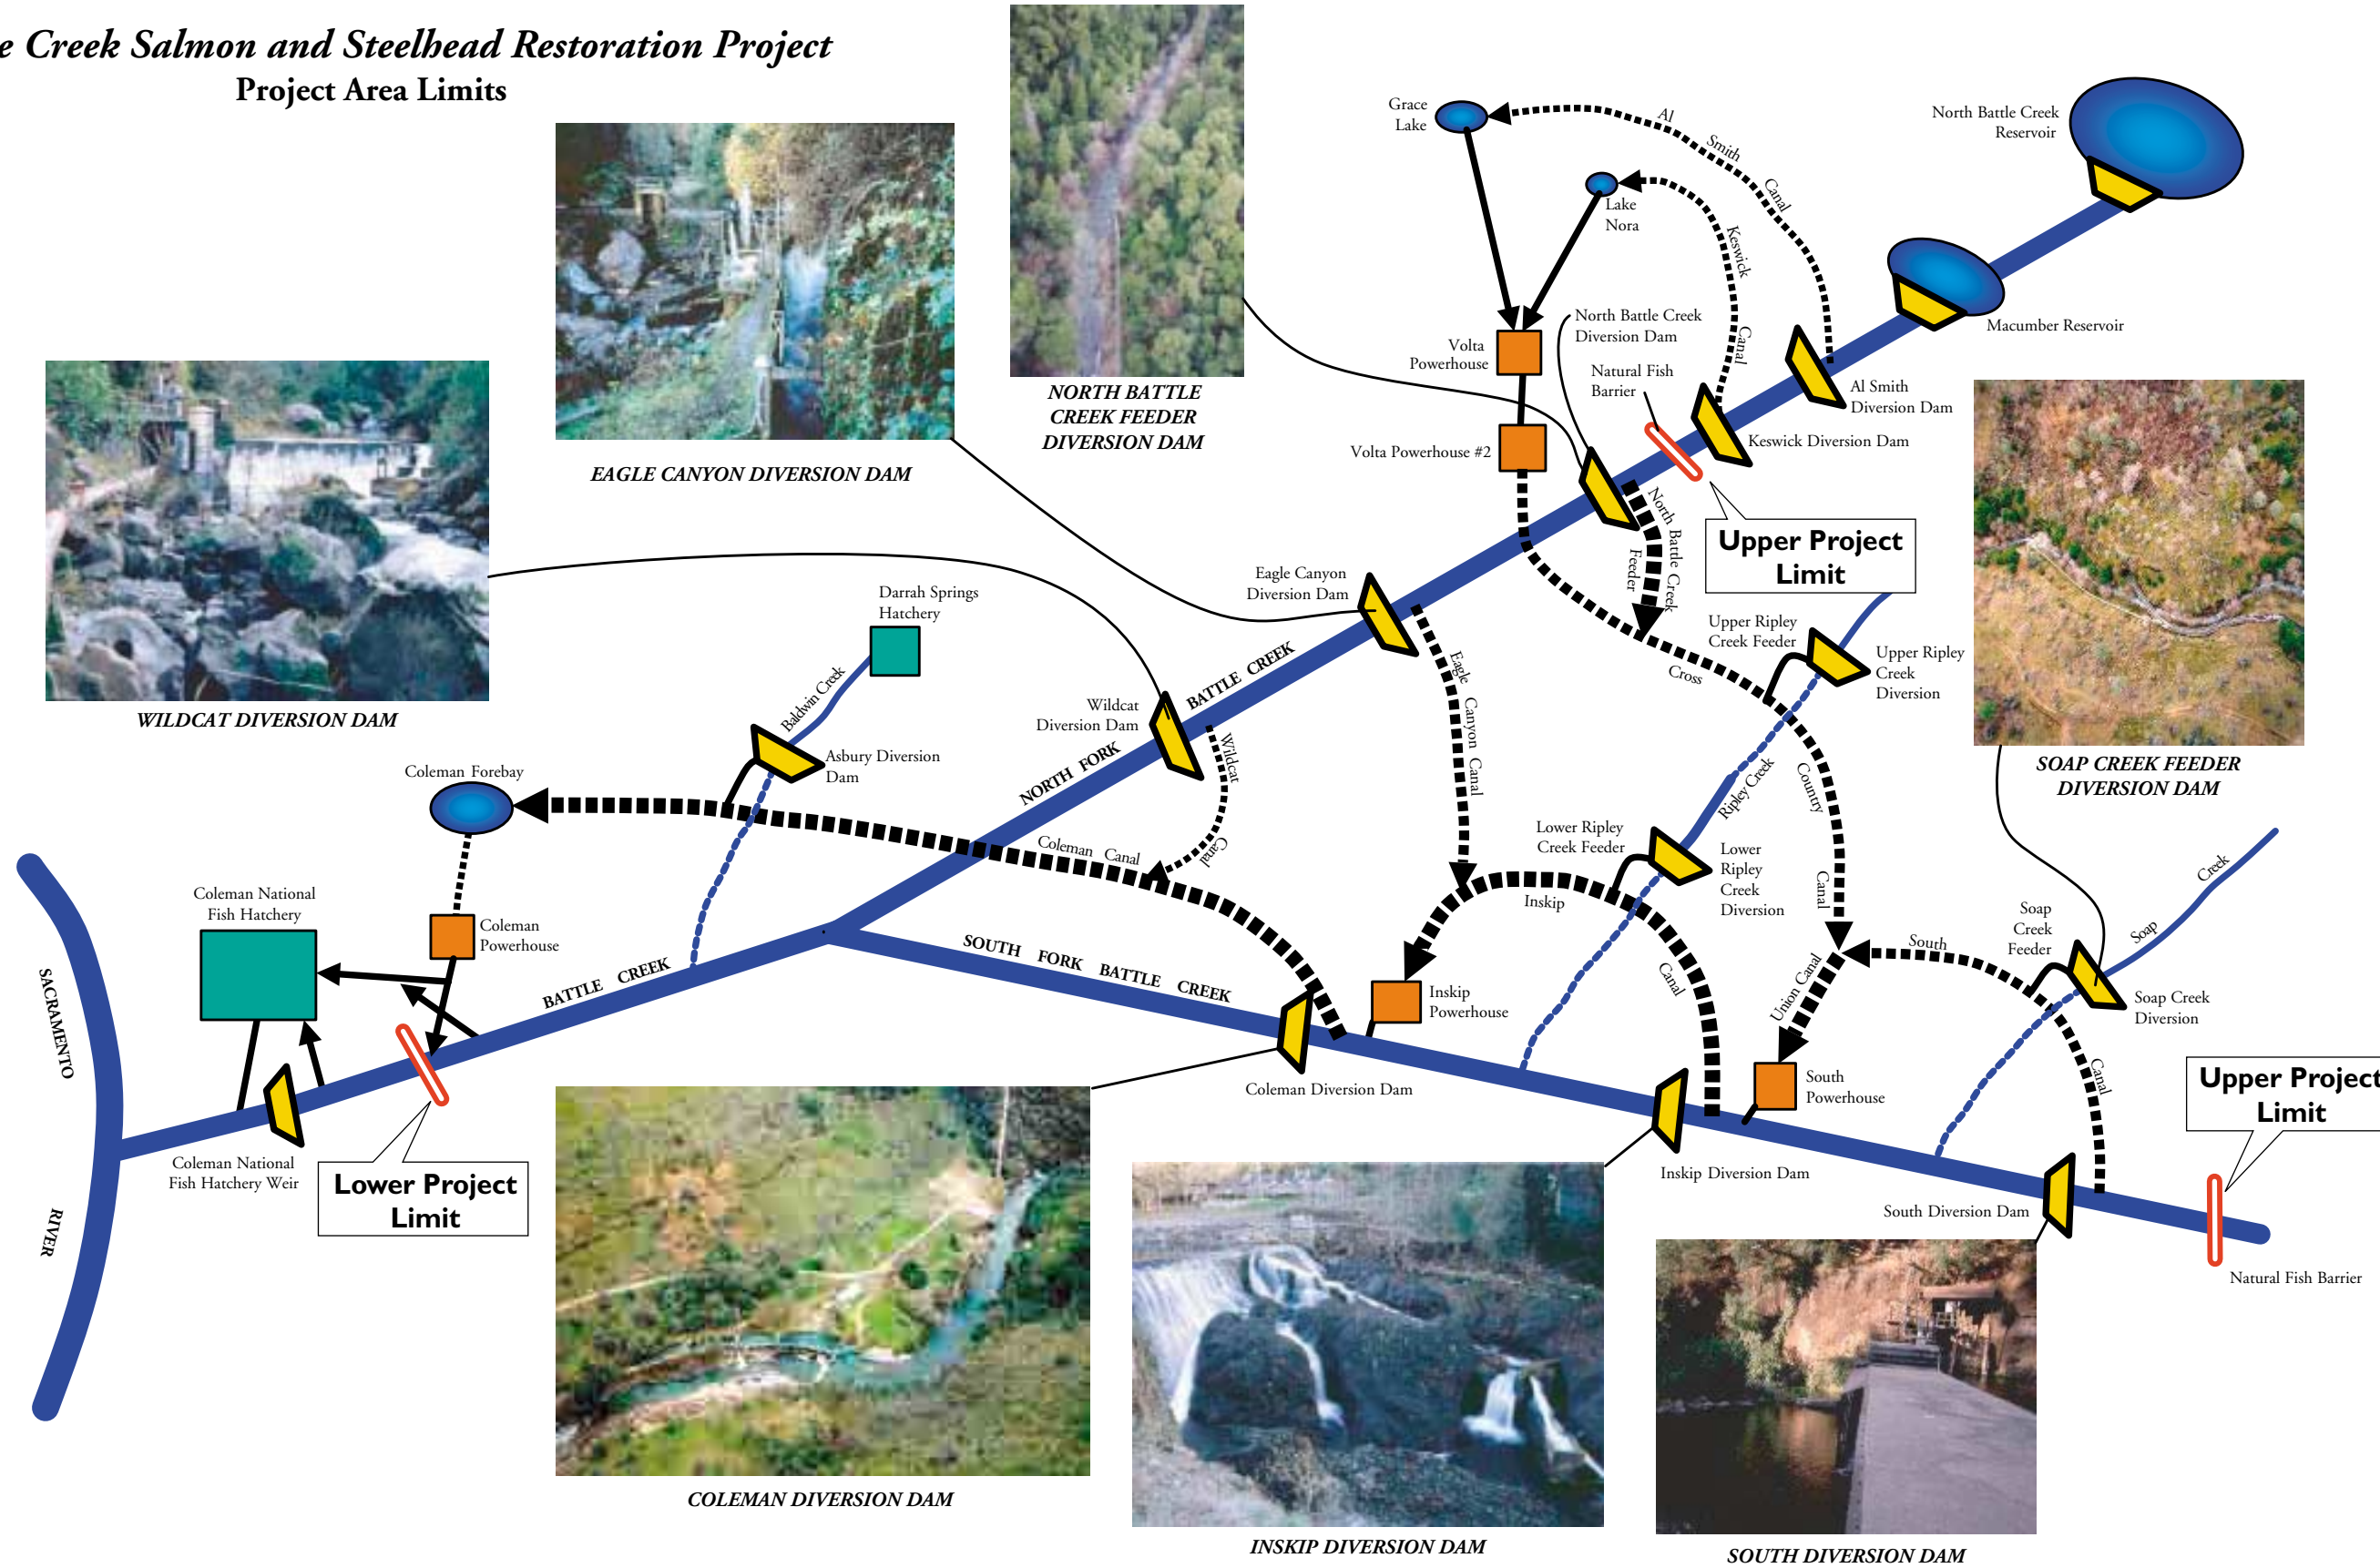 e Creek Salmon and Steelhead Restoration Project
Project Area Limits
NORTH BATTLE
CREEK FEEDER
DIVERSION DAM
EAGLE CANYON DIVERSION DAM
WILDCAT DIVERSION DAM
Grace
Lake
Al
Smith
Canal
North Battle Creek
Reservoir
Lake
Nora
Keswick
Canal
Macumber Reservoir
North Battle Creek
Diversion Dam
Volta
Powerhouse
Natural Fish
Barrier
Al Smith
Diversion Dam
Keswick Diversion Dam
Volta Powerhouse #2
North Battle Creek
Feeder
Upper Project
Limit
Eagle Canyon
Diversion Dam
Darrah Springs
Hatchery
Upper Ripley
Creek Feeder
Upper Ripley
Creek
Diversion
Cross
Country
Canal
Eagle Canyon Canal
Baldwin Creek
Wildcat
Diversion Dam
NORTH FORK
BATTLE CREEK
Wildcat
Canal
Asbury Diversion
Dam
Coleman Forebay
SOAP CREEK FEEDER
DIVERSION DAM
Ripley Creek
Lower Ripley
Creek Feeder
Lower
Ripley
Creek
Diversion
Coleman Canal
Inskip
Canal
Coleman National
Fish Hatchery
Coleman
Powerhouse
Soap
Creek
Feeder
Soap
Creek
South
Canal
Union Canal
SACRAMENTO
RIVER
BATTLE CREEK
SOUTH FORK BATTLE CREEK
Inskip
Powerhouse
Soap Creek
Diversion
South
Powerhouse
Upper Project
Limit
Coleman Diversion Dam
Coleman National
Fish Hatchery Weir
Lower Project
Limit
Inskip Diversion Dam
South Diversion Dam
Natural Fish Barrier
COLEMAN DIVERSION DAM
INSKIP DIVERSION DAM
SOUTH DIVERSION DAM